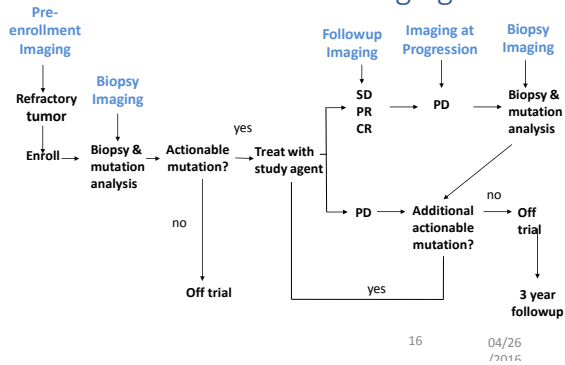 Pre-
enrollment
Imaging
Followup
Imaging
Imaging at
Progression
Biopsy
Imaging
Biopsy
Imaging
Refractory
tumor
SD
PR
CR
PD
Biopsy &
mutation
analysis
Enroll
Biopsy &
mutation
analysis
Actionable
mutation?
yes
Treat with
study agent
PD
Additional
actionable
mutation?
no
Off
trial
no
Off trial
yes
3 year
followup
16
04/26
/2016